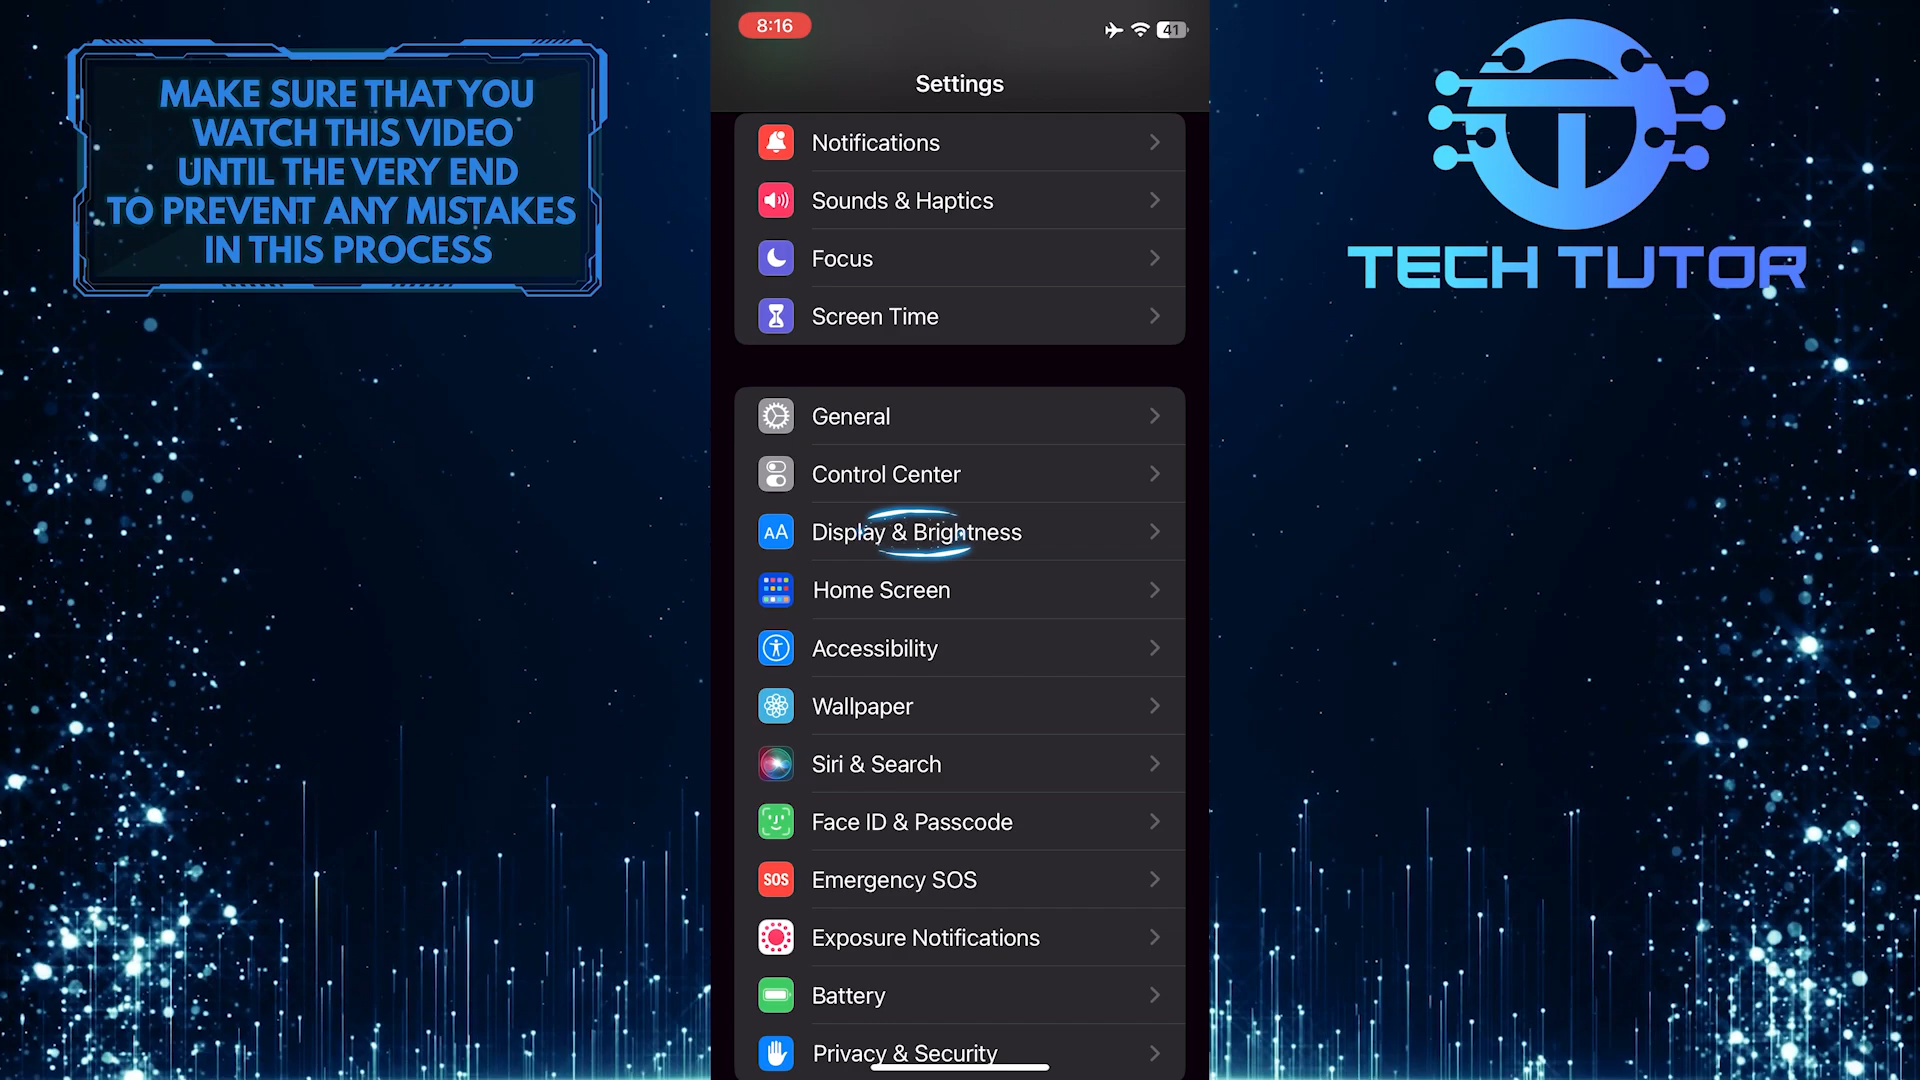 MAKE SURE THAT YOU
WATCH THIS VIDEO
UNTIL THE VERY END
TO PREVENT ANY MISTAKES
IN THIS PROCESS
8:16
41
Settings
Notifications
Sounds & Haptics
Focus
Screen Time
General
Control Center
AA Display & Brightness
Home Screen
Accessibility
Wallpaper
Siri & Search
Face ID & Passcode
SOS Emergency SOS
Exposure Notifications
Battery
Privacy & Security
TECH TUTOR